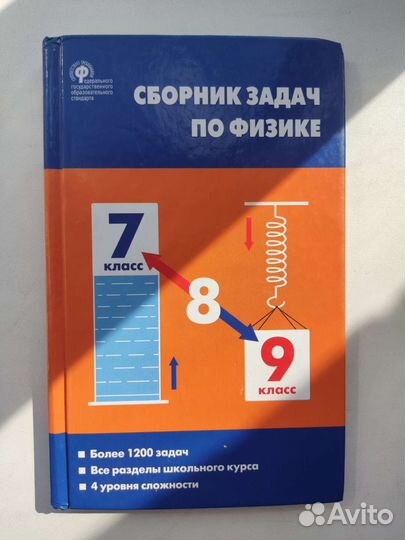 Федерального
государственного
образовательного
стандарта
СБОРНИК ЗАДАЧ
ПО ФИЗИКЕ
7
класс
8
9
класс
Более 1200 задач
Все разделы школьного курса
4 уровня сложности
Avito